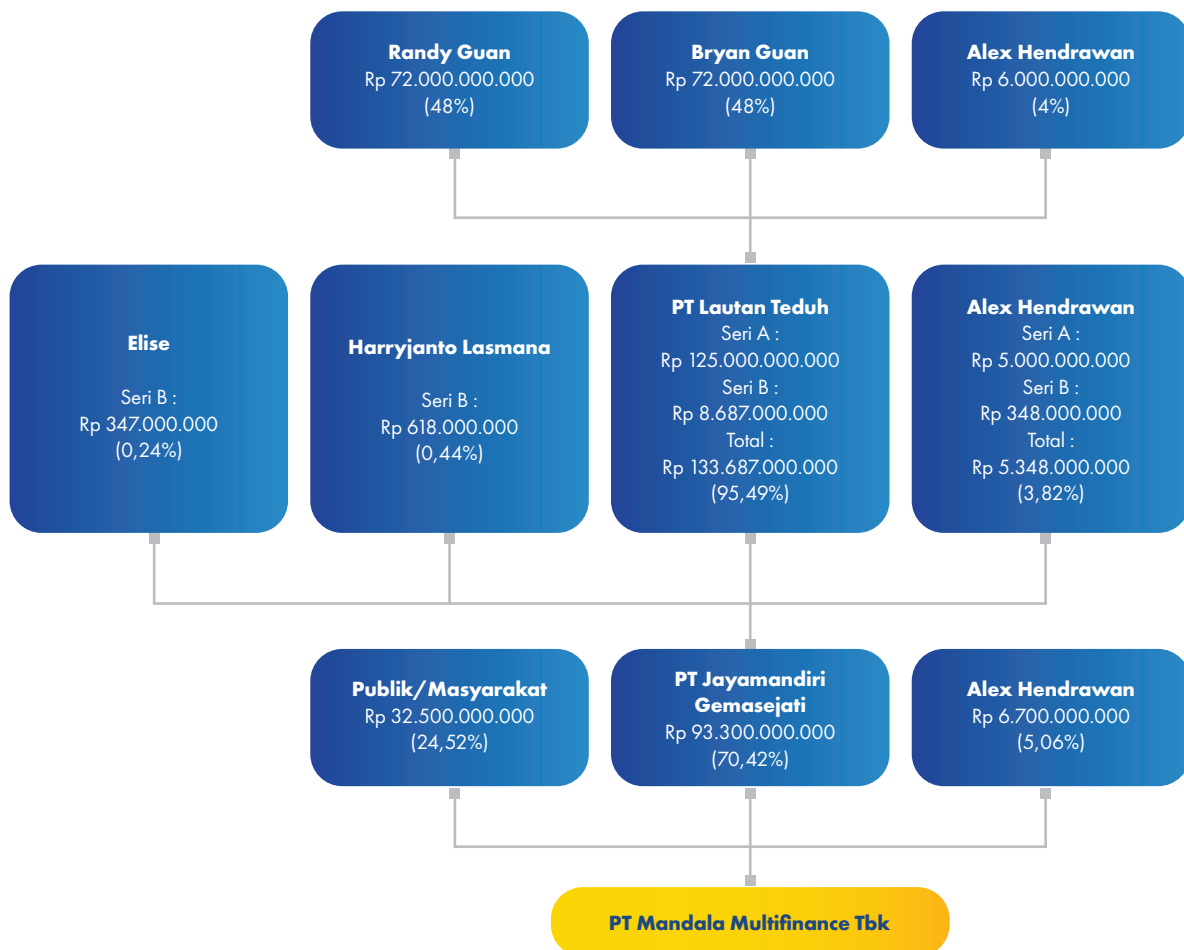 Randy Guan
Rp 72.000.000.000
(48%)
Bryan Guan
Rp 72.000.000.000
(48%)
Alex Hendrawan
Rp 6.000.000.000
(4%)
Elise
Seri B :
Rp 347.000.000
(0,24%)
Harryjanto Lasmana
Seri B :
Rp 618.000.000
(0,44%)
PT Lautan Teduh
Seri A :
Rp 125.000.000.000
Seri B :
Rp 8.687.000.000
Total :
Rp 133.687.000.000
(95,49%)
Alex Hendrawan
Seri A :
Rp 5.000.000.000
Seri B :
Rp 348.000.000
Total :
Rp 5.348.000.000
(3,82%)
Publik/Masyarakat
Rp 32.500.000.000
(24,52%)
PT Jayamandiri
Gemasejati
Rp 93.300.000.000
(70,42%)
Alex Hendrawan
Rp 6.700.000.000
(5,06%)
PT Mandala Multifinance Tbk